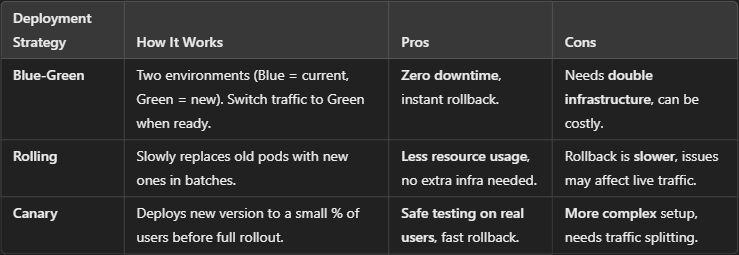 Deployment
Strategy How It Works Pros Cons
Blue-Green Two environments (Blue = current, Zero downtime, Needs double
Green = new). Switch traffic to Green instant rollback. infrastructure, can be
when ready. costly.
Rolling Slowly replaces old pods with new Less resource usage, Rollback is slower, issues
ones in batches. no extra infra needed. may affect live traffic.
Canary Deploys new version to a small % of Safe testing on real More complex setup,
users before full rollout. users, fast rollback. needs traffic splitting.